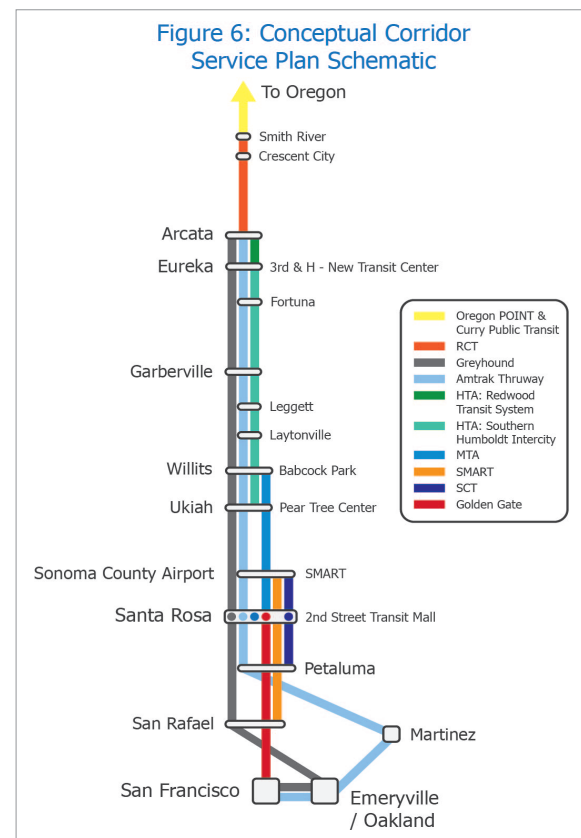 Figure 6: Conceptual Corridor
Service Plan Schematic
To Oregon
Smith River
Crescent City
Arcata
Eureka
3rd & H - New Transit Center
Fortuna
Garberville
Leggett
Laytonville
Willits
Babcock Park
Ukiah
Pear Tree Center
Sonoma County Airport
SMART
Santa Rosa
2nd Street Transit Mall
Petaluma
San Rafael
Martinez
San Francisco
Emeryville
/ Oakland
Oregon POINT &
Curry Public Transit
RCT
Greyhound
Amtrak Thruway
HTA: Redwood
Transit System
HTA: Southern
Humboldt Intercity
MTA
SMART
SCT
Golden Gate